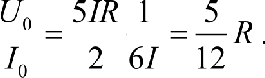 U₀/I₀ = 5IR/2 · 1/6I = 5/12 R .